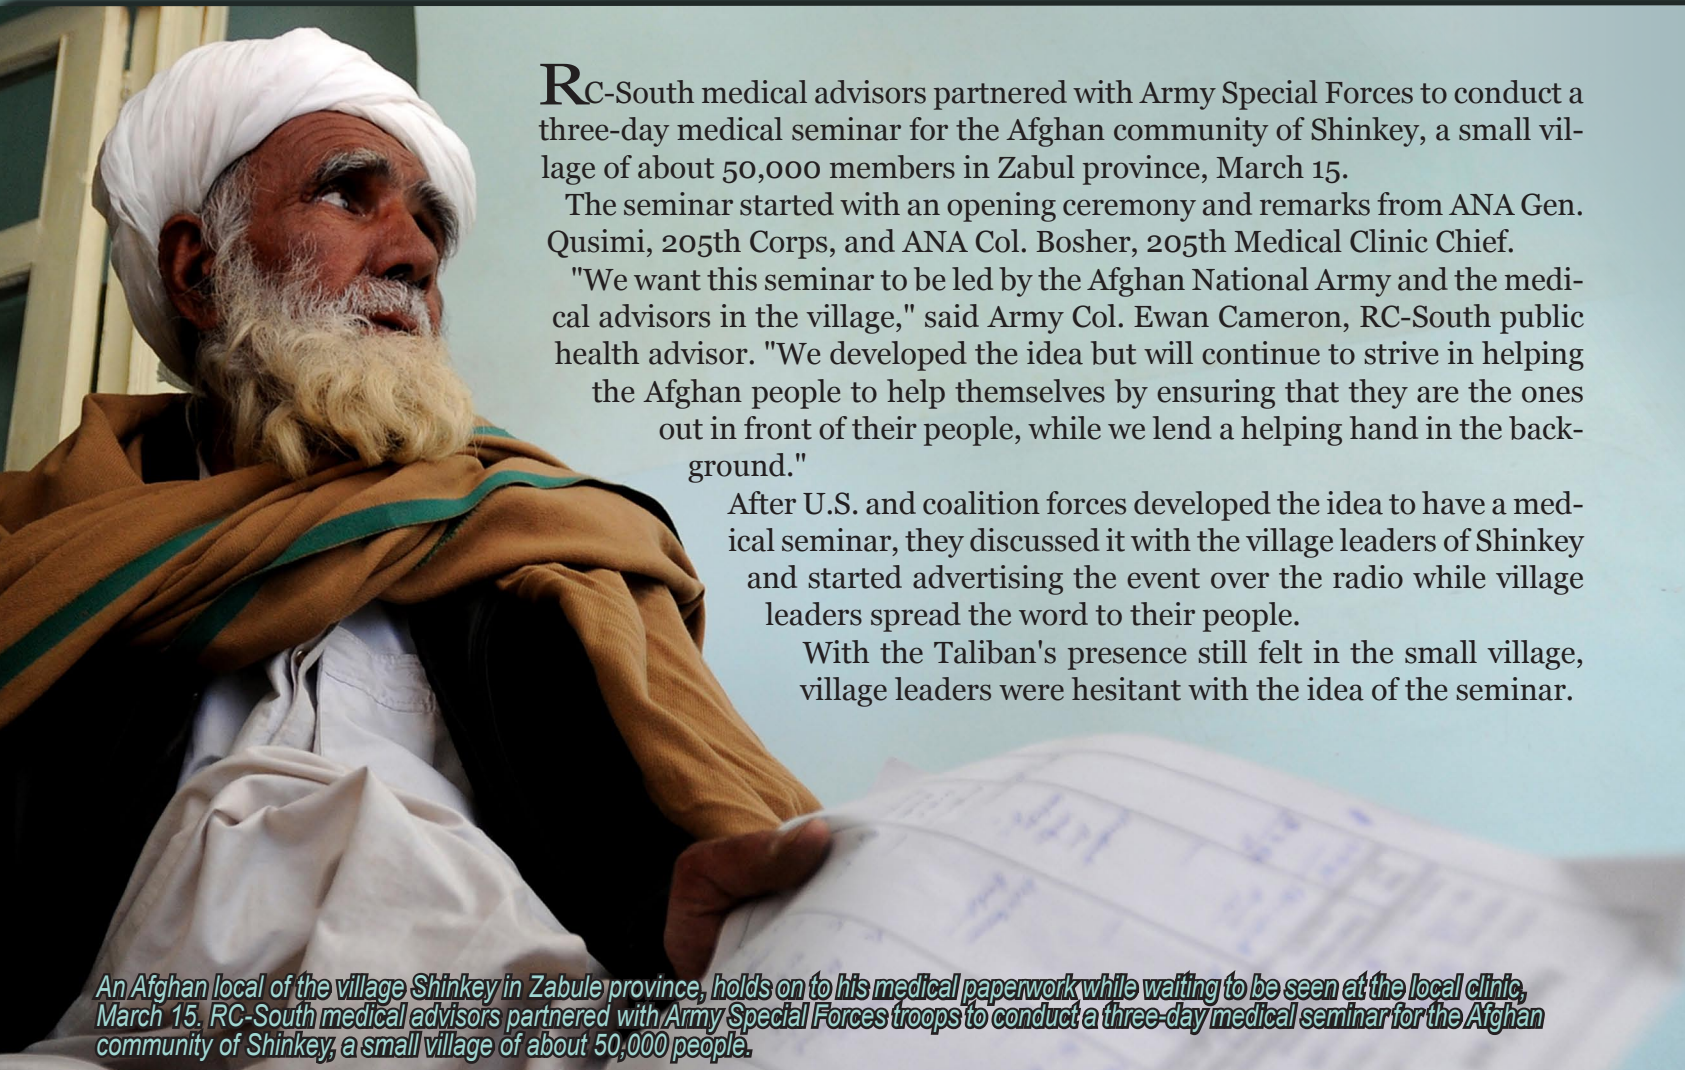 RC-South medical advisors partnered with Army Special Forces to conduct a
three-day medical seminar for the Afghan community of Shinkey, a small vil-
lage of about 50,000 members in Zabul province, March 15.
The seminar started with an opening ceremony and remarks from ANA Gen.
Qusimi, 205th Corps, and ANA Col. Bosher, 205th Medical Clinic Chief.
"We want this seminar to be led by the Afghan National Army and the medi-
cal advisors in the village," said Army Col. Ewan Cameron, RC-South public
health advisor. "We developed the idea but will continue to strive in helping
the Afghan people to help themselves by ensuring that they are the ones
out in front of their people, while we lend a helping hand in the back-
ground."
After U.S. and coalition forces developed the idea to have a med-
ical seminar, they discussed it with the village leaders of Shinkey
and started advertising the event over the radio while village
leaders spread the word to their people.
With the Taliban's presence still felt in the small village,
village leaders were hesitant with the idea of the seminar.
An Afghan local of the village Shinkey in Zabule province, holds on to his medical paperwork while waiting to be seen at the local clinic,
March 15. RC-South medical advisors partnered with Army Special Forces troops to conduct a three-day medical seminar for the Afghan
community of Shinkey, a small village of about 50,000 people.